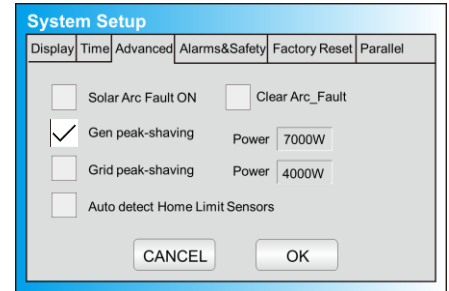 System Setup
Display Time Advanced Alarms&Safety Factory Reset Parallel
Solar Arc Fault ON Clear Arc_Fault
Gen peak-shaving Power 7000W
Grid peak-shaving Power 4000W
Auto detect Home Limit Sensors
CANCEL OK